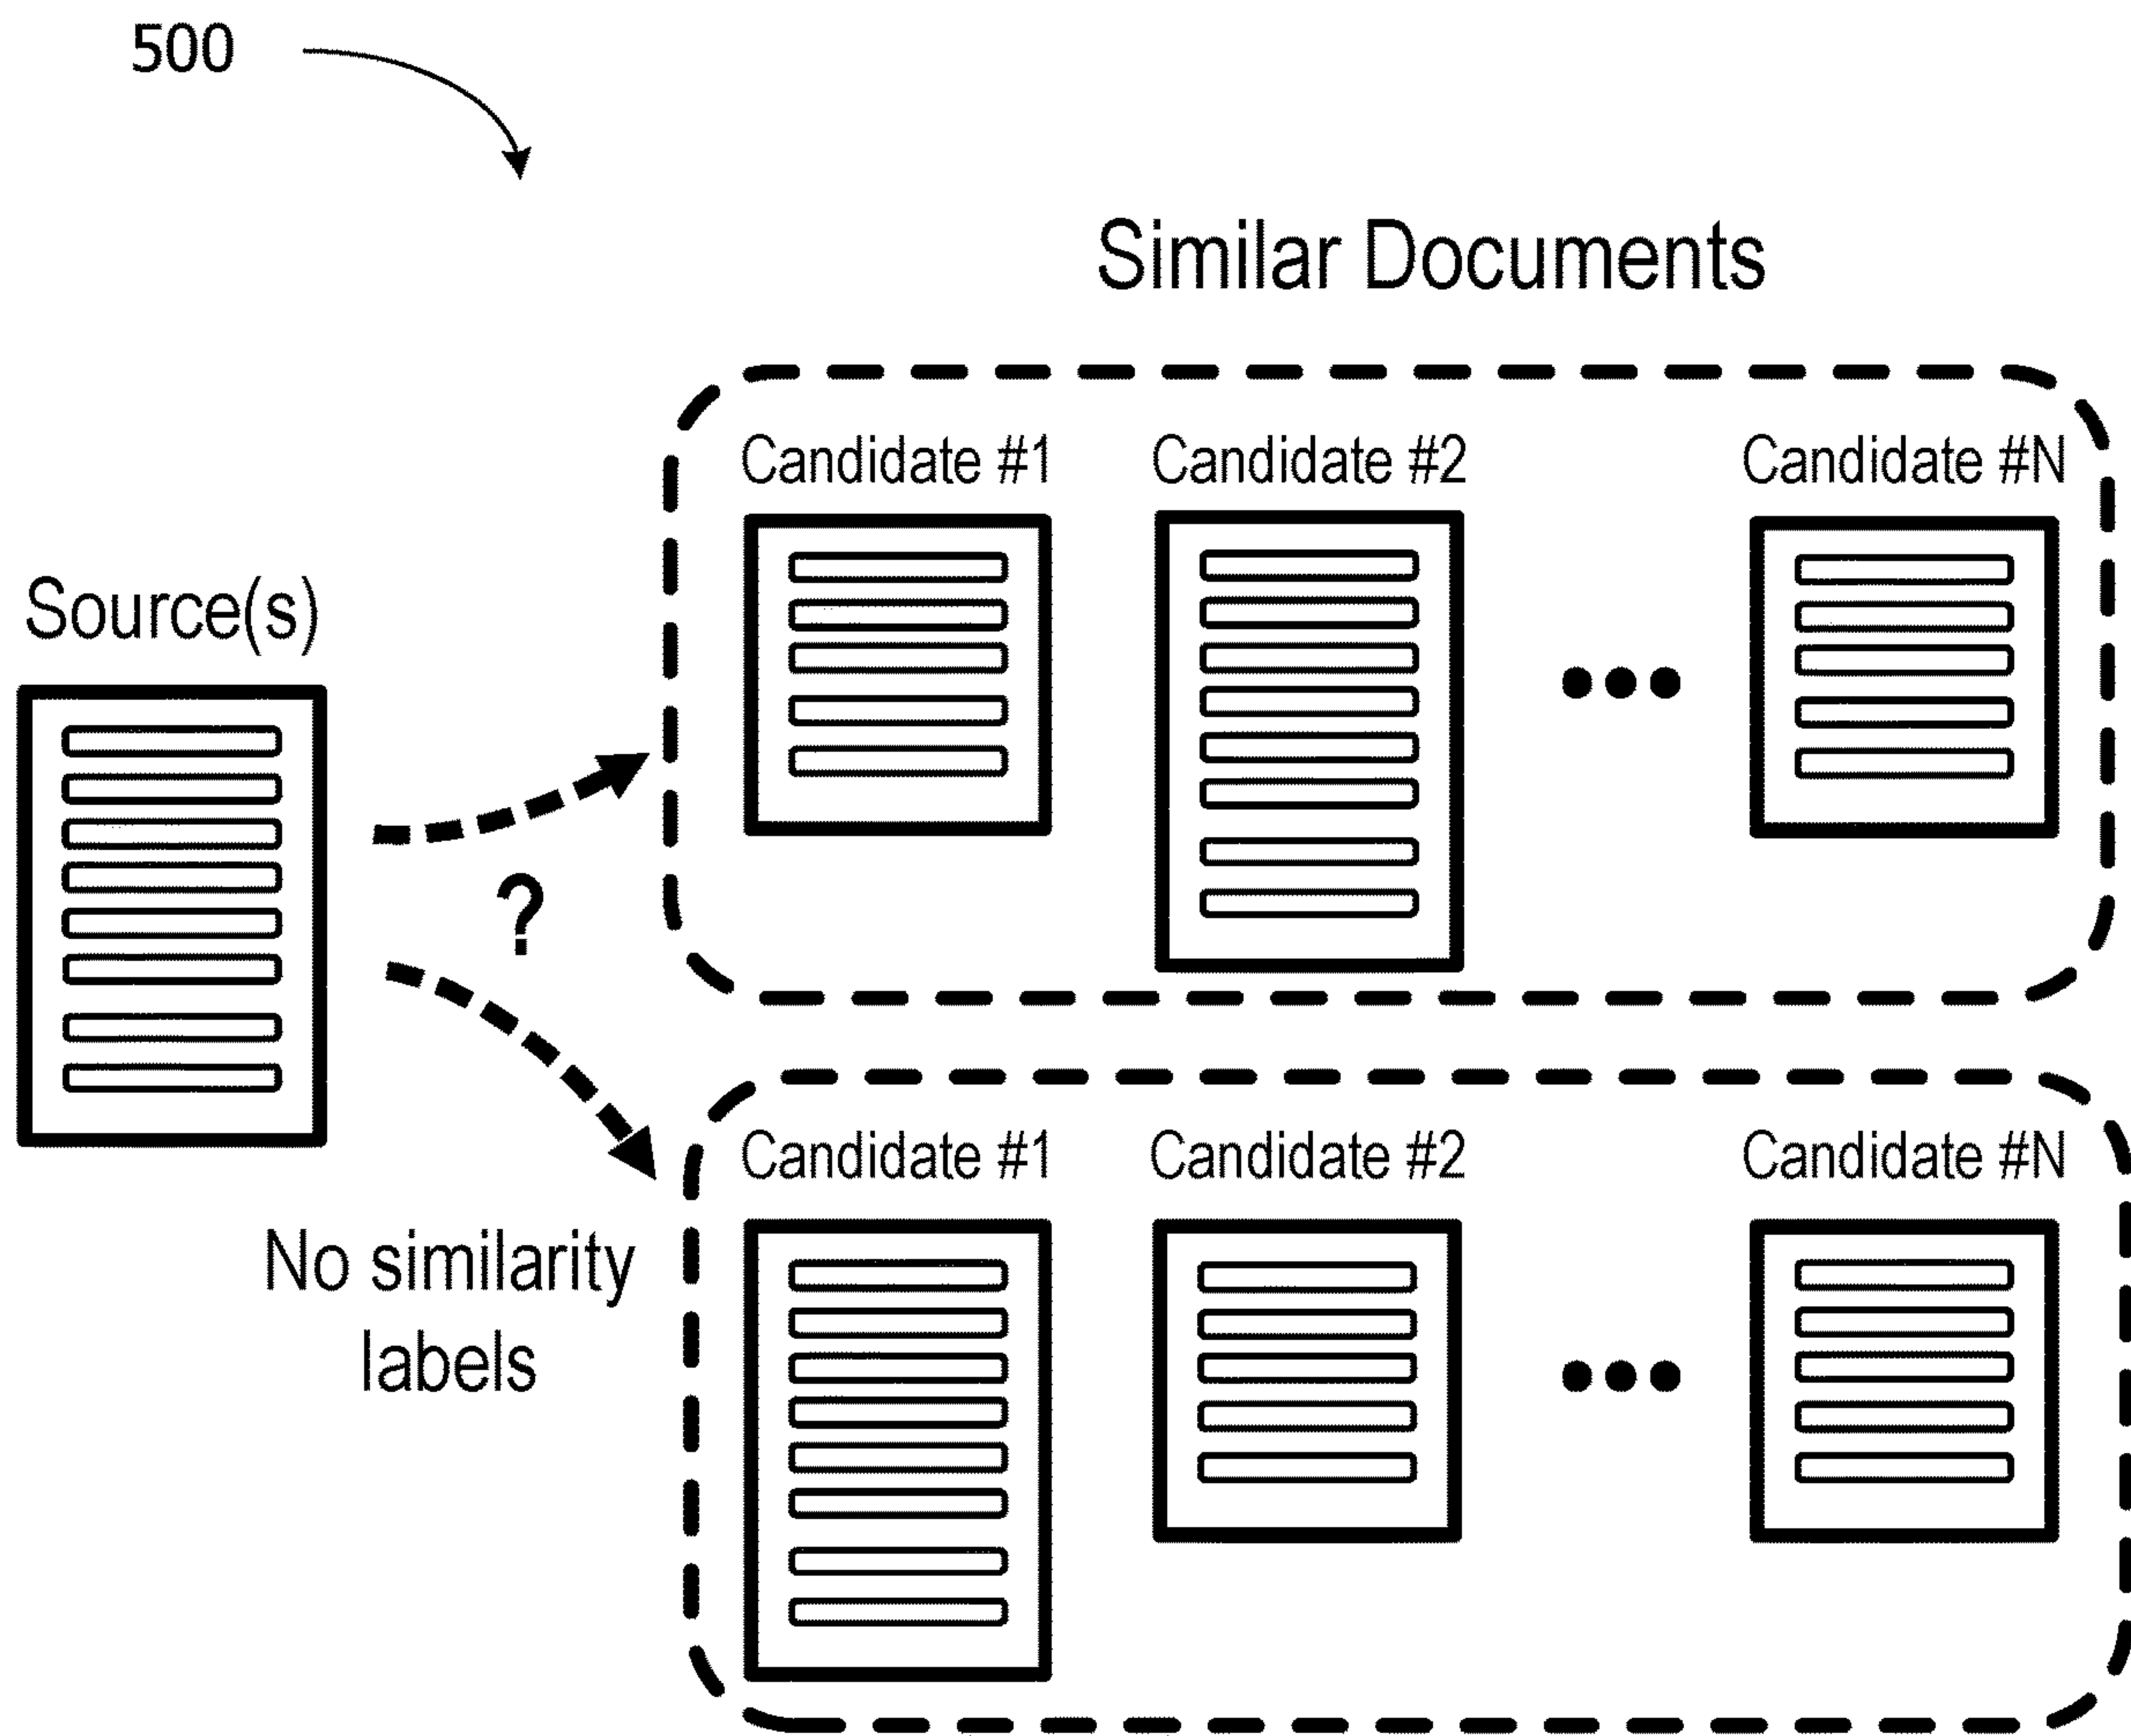 500
Similar Documents
Candidate #1 Candidate #2 Candidate #N
Source(s)
?
Candidate #1 Candidate #2 Candidate #N
No similarity
labels